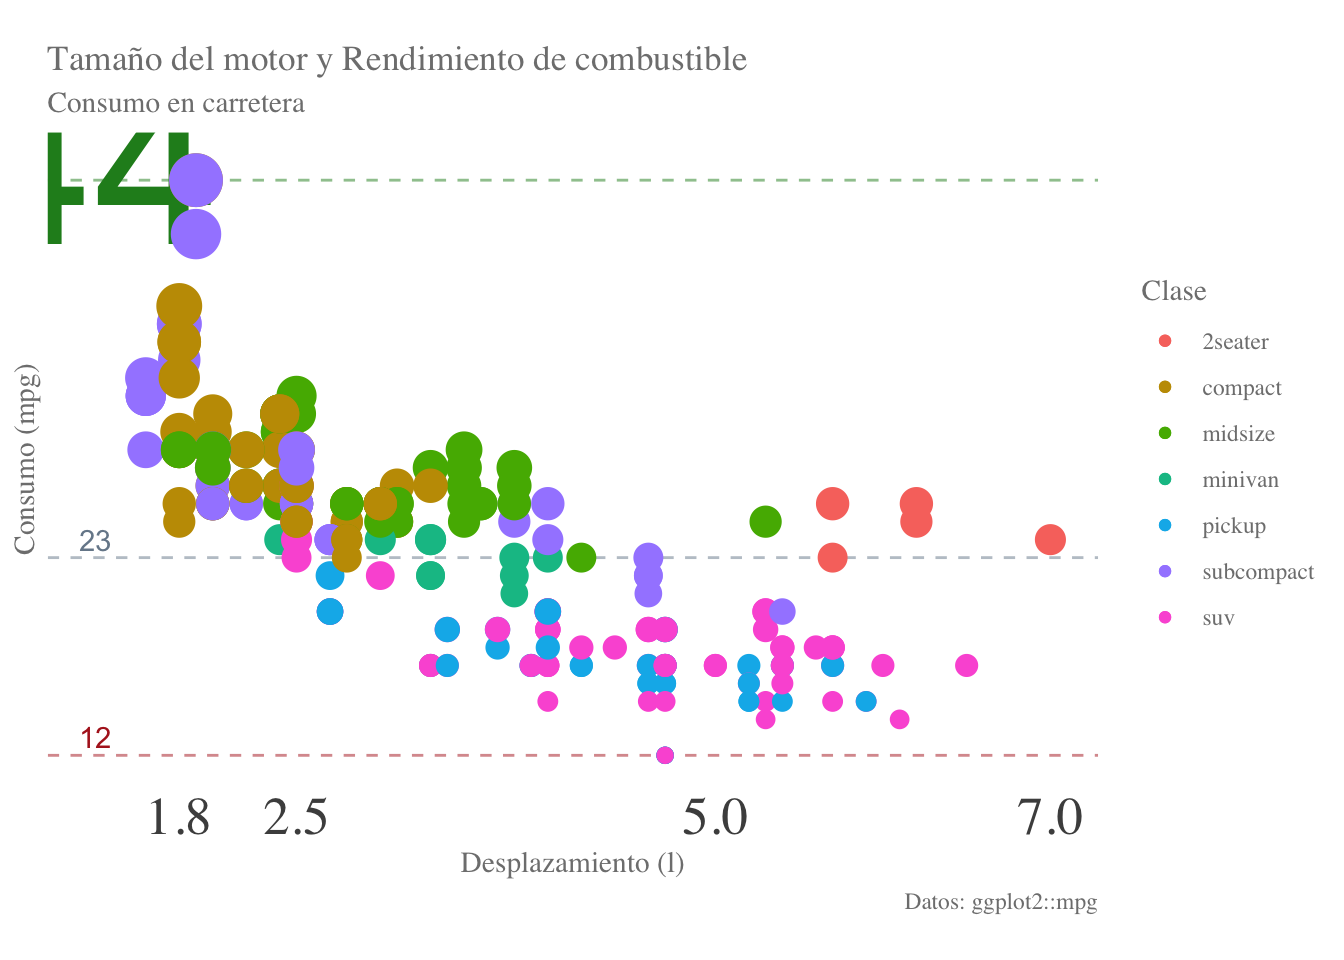 Tamaño del motor y Rendimiento de combustible
Consumo en carretera
44
Consumo (mpg)
23
12
1.8 2.5 5.0 7.0
Desplazamiento (l)
Datos: ggplot2::mpg
Clase
2seater
compact
midsize
minivan
pickup
subcompact
suv